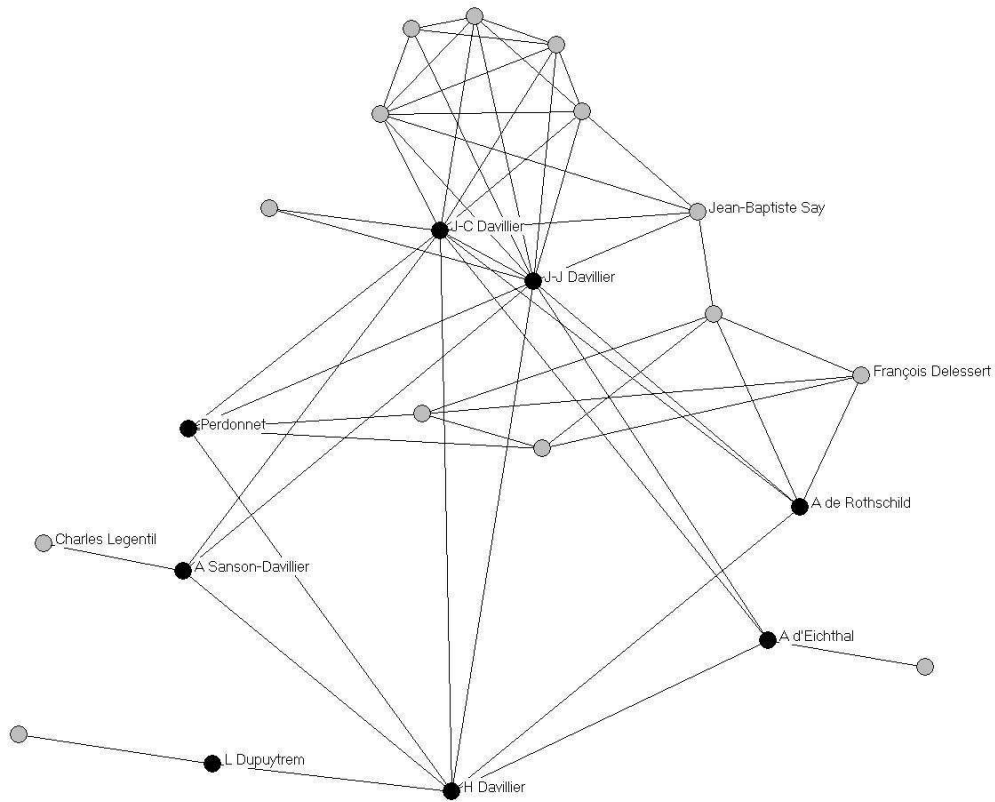 Jean-Baptiste Say
J-C Davillier
J-J Davillier
François Delessert
Perdonnet
A de Rothschild
Charles Legentil
A Sanson-Davillier
A d'Eichthal
L Dupuytrem
H Davillier